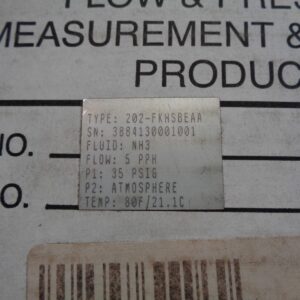 FLOW & PRES
MEASUREMENT &
PRODUC
TYPE: 202-FKHSBEAA
SN: 3884130001001
FLUID: NH3
FLOW: 5 PPH
P1: 35 PSIG
P2: ATMOSPHERE
TEMP: 80F/21.1C
NO.
NO.